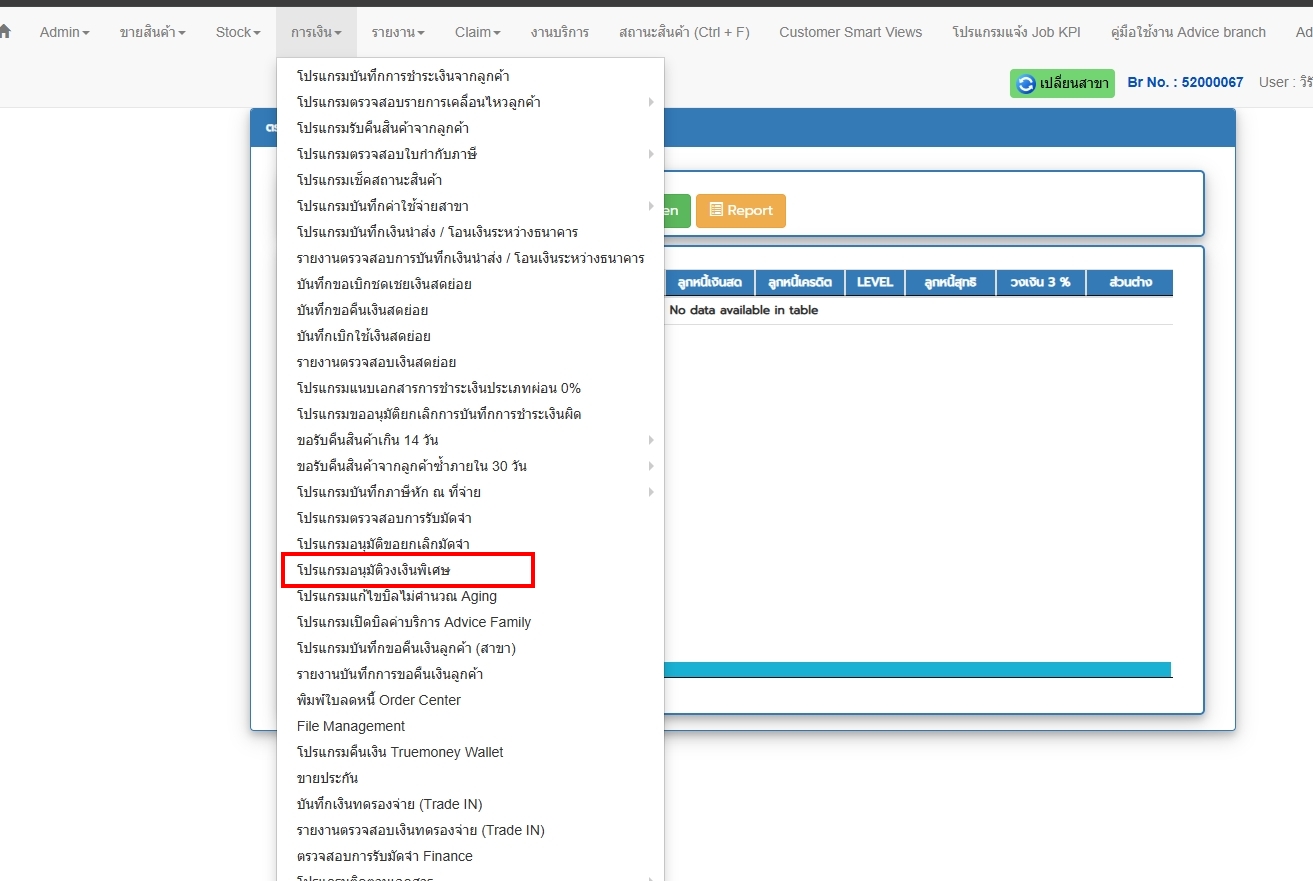 Admin ขายสินค้า Stock การเงิน รายงาน Claim งานบริการ สถานะสินค้า (Ctrl + F) Customer Smart Views โปรแกรมแจ้ง Job KPI คู่มือใช้งาน Advice branch Ad
เปลี่ยนสาขา Br No. : 52000067 User : วิรั
โปรแกรมบันทึกการชำระเงินจากลูกค้า
โปรแกรมตรวจสอบรายการเคลื่อนไหวลูกค้า
โปรแกรมรับคืนสินค้าจากลูกค้า
โปรแกรมตรวจสอบใบกำกับภาษี
โปรแกรมเช็คสถานะสินค้า
โปรแกรมบันทึกค่าใช้จ่ายสาขา
en Report
โปรแกรมบันทึกเงินนำส่ง / โอนเงินระหว่างธนาคาร
รายงานตรวจสอบการบันทึกเงินนำส่ง / โอนเงินระหว่างธนาคาร
บันทึกขอเบิกชดเชยเงินสดย่อย
ลูกหนี้เงินสด ลูกหนี้เครดิต LEVEL ลูกหนี้สุทธิ วงเงิน 3 % ส่วนต่าง
บันทึกขอคืนเงินสดย่อย
No data available in table
บันทึกเบิกใช้เงินสดย่อย
รายงานตรวจสอบเงินสดย่อย
โปรแกรมแนบเอกสารการชำระเงินประเภทผ่อน 0%
โปรแกรมขออนุมัติยกเลิกการบันทึกการชำระเงินผิด
ขอรับคืนสินค้าเกิน 14 วัน
ขอรับคืนสินค้าจากลูกค้าซ้ำภายใน 30 วัน
โปรแกรมบันทึกภาษีหัก ณ ที่จ่าย
โปรแกรมตรวจสอบการรับมัดจำ
โปรแกรมอนุมัติขอยกเลิกมัดจำ
โปรแกรมอนุมัติวงเงินพิเศษ
โปรแกรมแก้ไขบิลไม่คำนวณ Aging
โปรแกรมเปิดบิลค่าบริการ Advice Family
โปรแกรมบันทึกขอคืนเงินลูกค้า (สาขา)
รายงานบันทึกการขอคืนเงินลูกค้า
พิมพ์ใบลดหนี้ Order Center
File Management
โปรแกรมคืนเงิน Truemoney Wallet
ขายประกัน
บันทึกเงินทดรองจ่าย (Trade IN)
รายงานตรวจสอบเงินทดรองจ่าย (Trade IN)
ตรวจสอบการรับมัดจำ Finance